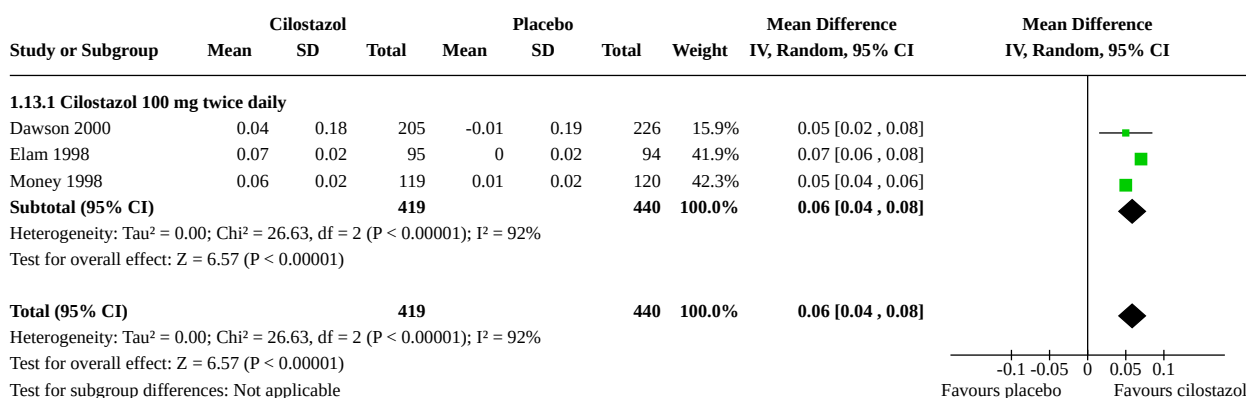 Cilostazol Placebo Mean Difference Mean Difference
Study or Subgroup Mean SD Total Mean SD Total Weight IV, Random, 95% CI IV, Random, 95% CI
1.13.1 Cilostazol 100 mg twice daily
Dawson 2000 0.04 0.18 205 -0.01 0.19 226 15.9% 0.05 [0.02 , 0.08]
Elam 1998 0.07 0.02 95 0 0.02 94 41.9% 0.07 [0.06 , 0.08]
Money 1998 0.06 0.02 119 0.01 0.02 120 42.3% 0.05 [0.04 , 0.06]
Subtotal (95% CI) 419 440 100.0% 0.06 [0.04 , 0.08]
Heterogeneity: Tau² = 0.00; Chi² = 26.63, df = 2 (P < 0.00001); I² = 92%
Test for overall effect: Z = 6.57 (P < 0.00001)
Total (95% CI) 419 440 100.0% 0.06 [0.04 , 0.08]
Heterogeneity: Tau² = 0.00; Chi² = 26.63, df = 2 (P < 0.00001); I² = 92%
Test for overall effect: Z = 6.57 (P < 0.00001)
-0.1 -0.05 0 0.05 0.1
Test for subgroup differences: Not applicable Favours placebo Favours cilostazol